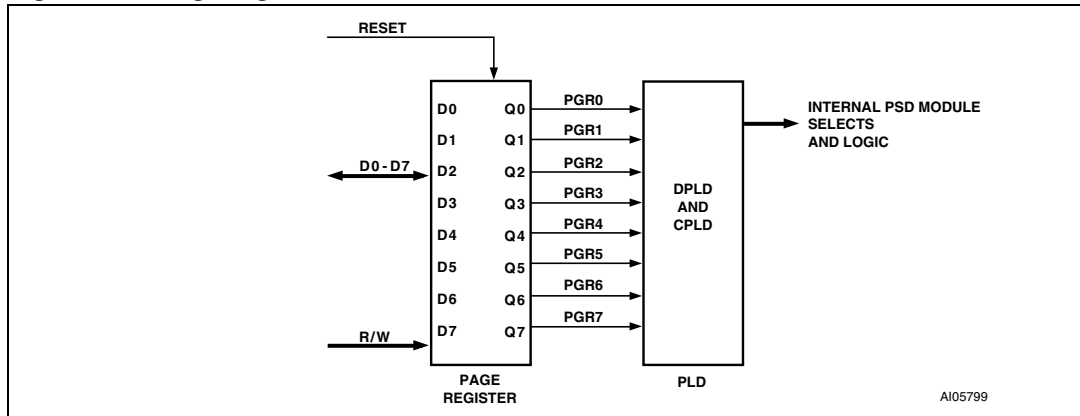 RESET
D0 Q0 PGR0
D1 Q1 PGR1
D0-D7 D2 Q2 PGR2
D3 Q3 PGR3
D4 Q4 PGR4
D5 Q5 PGR5
D6 Q6 PGR6
R/W D7 Q7 PGR7
PAGE
REGISTER
DPLD
AND
CPLD
PLD
INTERNAL PSD MODULE
SELECTS
AND LOGIC
AI05799